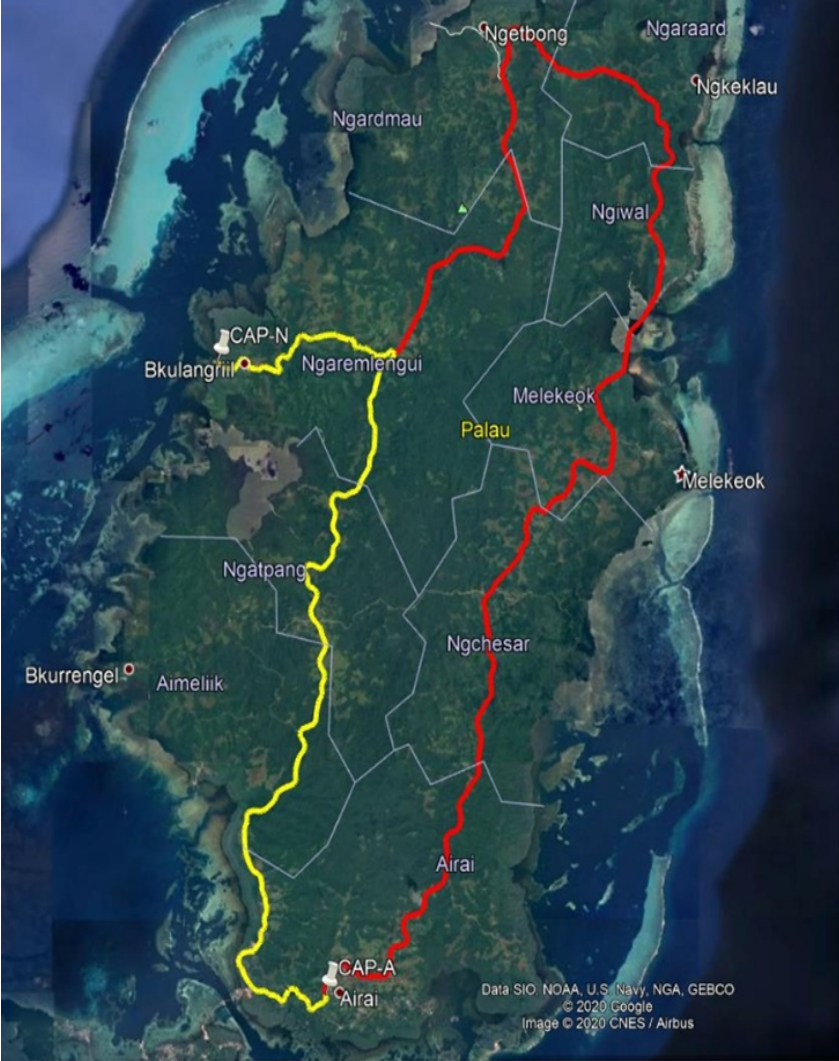 Ngetbong
Ngaraard
Ngkeklau
Ngardmau
Ngiwal
CAP-N
Bkulangriil
Ngaremlengui
Melekeok
Palau
Melekeok
Ngatpang
Ngchesar
Bkurrengel
Aimeliik
Airai
CAP-A
Airai
Data SIO, NOAA, U.S. Navy, NGA, GEBCO
© 2020 Google
Image © 2020 CNES / Airbus